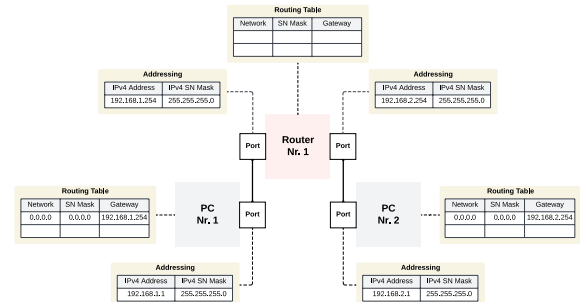 Routing Table
Network SN Mask Gateway
Addressing
IPv4 Address IPv4 SN Mask
192.168.1.254 255.255.255.0
Addressing
IPv4 Address IPv4 SN Mask
192.168.2.254 255.255.255.0
Router
Nr. 1
Port
Port
Routing Table
Network SN Mask Gateway
0.0.0.0 0.0.0.0 192.168.1.254
PC
Nr. 1
Port
Port
PC
Nr. 2
Routing Table
Network SN Mask Gateway
0.0.0.0 0.0.0.0 192.168.2.254
Addressing
IPv4 Address IPv4 SN Mask
192.168.1.1 255.255.255.0
Addressing
IPv4 Address IPv4 SN Mask
192.168.2.1 255.255.255.0